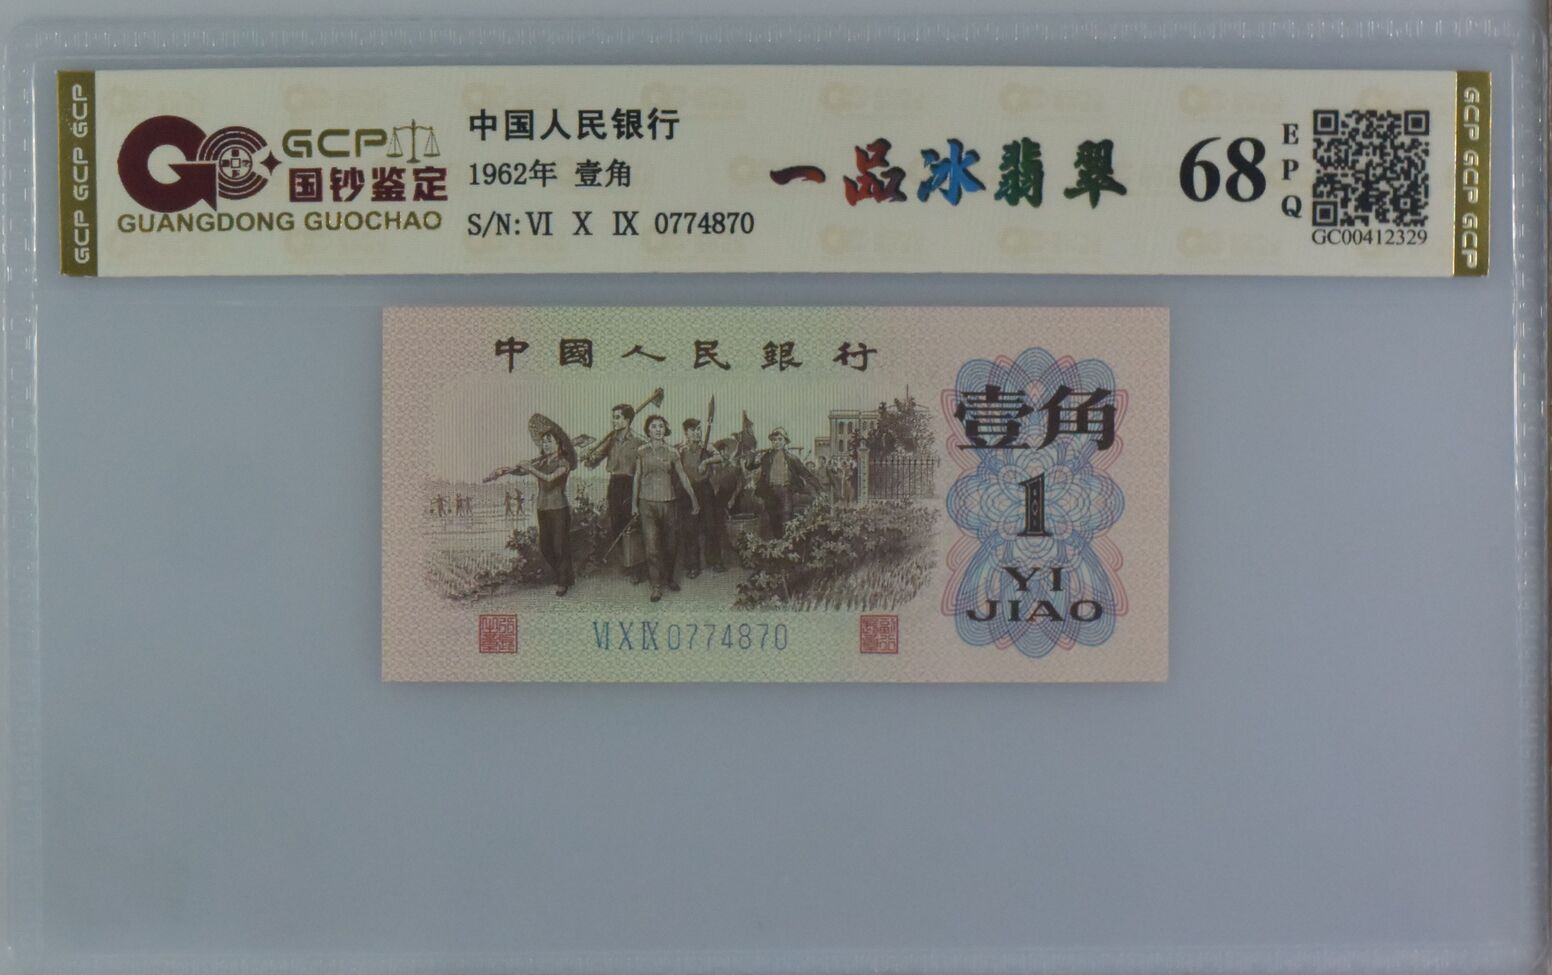 GCP GCP GCP
GCP
国钞鉴定
GUANGDONG GUOCHAO
中国人民银行
1962年 壹角
S/N: Ⅵ Ⅹ Ⅸ 0774870
一品冰翡翠
68
EPQ
GC00412329
GCP GCP GCP GCP
中國人民銀行
壹角
1
YI
JIAO
ⅥⅩⅨ0774870